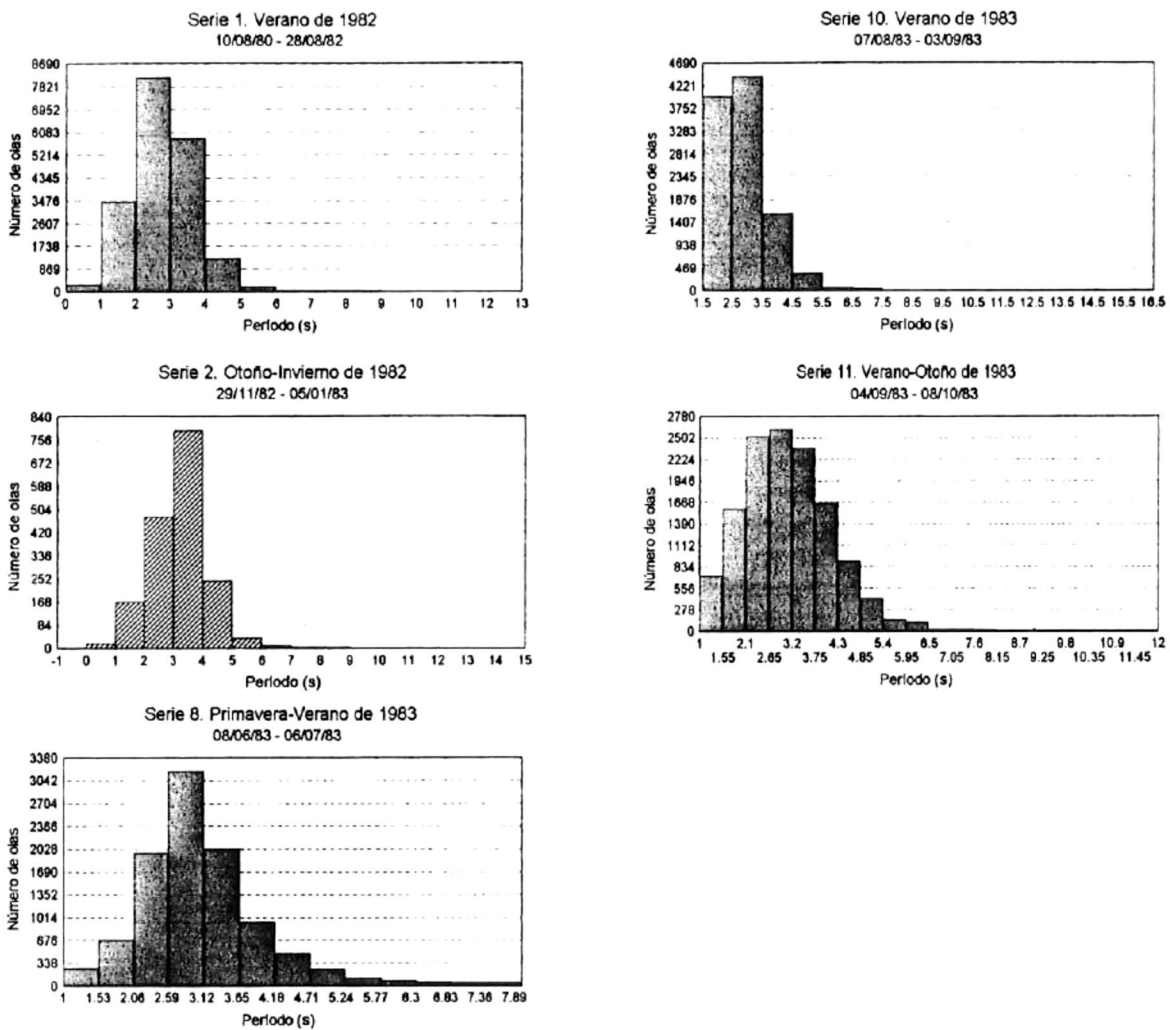 Serie 1. Verano de 1982
10/08/80 - 28/08/82
8690
7821
6952
6083
5214
4345
3476
2607
1738
869
0
Número de olas
0 1 2 3 4 5 6 7 8 9 10 11 12 13
Período (s)
Serie 10. Verano de 1983
07/08/83 - 03/09/83
4690
4221
3752
3283
2814
2345
1876
1407
938
469
0
Número de olas
1.5 2.5 3.5 4.5 5.5 6.5 7.5 8.5 9.5 10.5 11.5 12.5 13.5 14.5 15.5 16.5
Período (s)
Serie 2. Otoño-Invierno de 1982
29/11/82 - 05/01/83
840
756
672
588
504
420
336
252
168
84
0
Número de olas
-1 0 1 2 3 4 5 6 7 8 9 10 11 12 13 14 15
Período (s)
Serie 11. Verano-Otoño de 1983
04/09/83 - 08/10/83
2780
2502
2224
1946
1668
1390
1112
834
556
278
0
Número de olas
1 2.1 3.2 4.3 5.4 6.5 7.6 8.7 9.8 10.9 12
1.55 2.65 3.75 4.85 5.95 7.05 8.15 9.25 10.35 11.45
Período (s)
Serie 8. Primavera-Verano de 1983
08/06/83 - 06/07/83
3380
3042
2704
2366
2028
1690
1352
1014
676
338
0
Número de olas
1 1.53 2.06 2.59 3.12 3.65 4.18 4.71 5.24 5.77 6.3 6.83 7.36 7.89
Período (s)